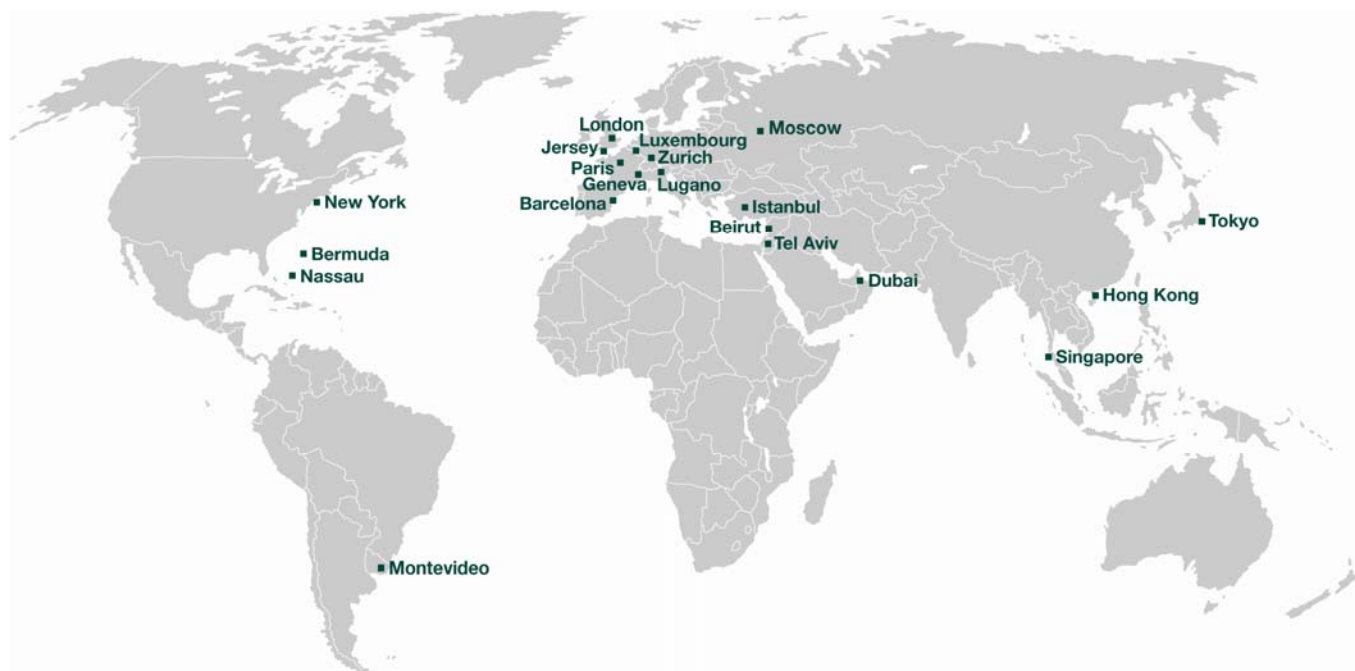 London
Moscow
Luxembourg
Jersey
Zurich
Paris
Geneva
Lugano
New York
Barcelona
Istanbul
Tokyo
Beirut
Tel Aviv
Bermuda
Nassau
Dubai
Hong Kong
Singapore
Montevideo